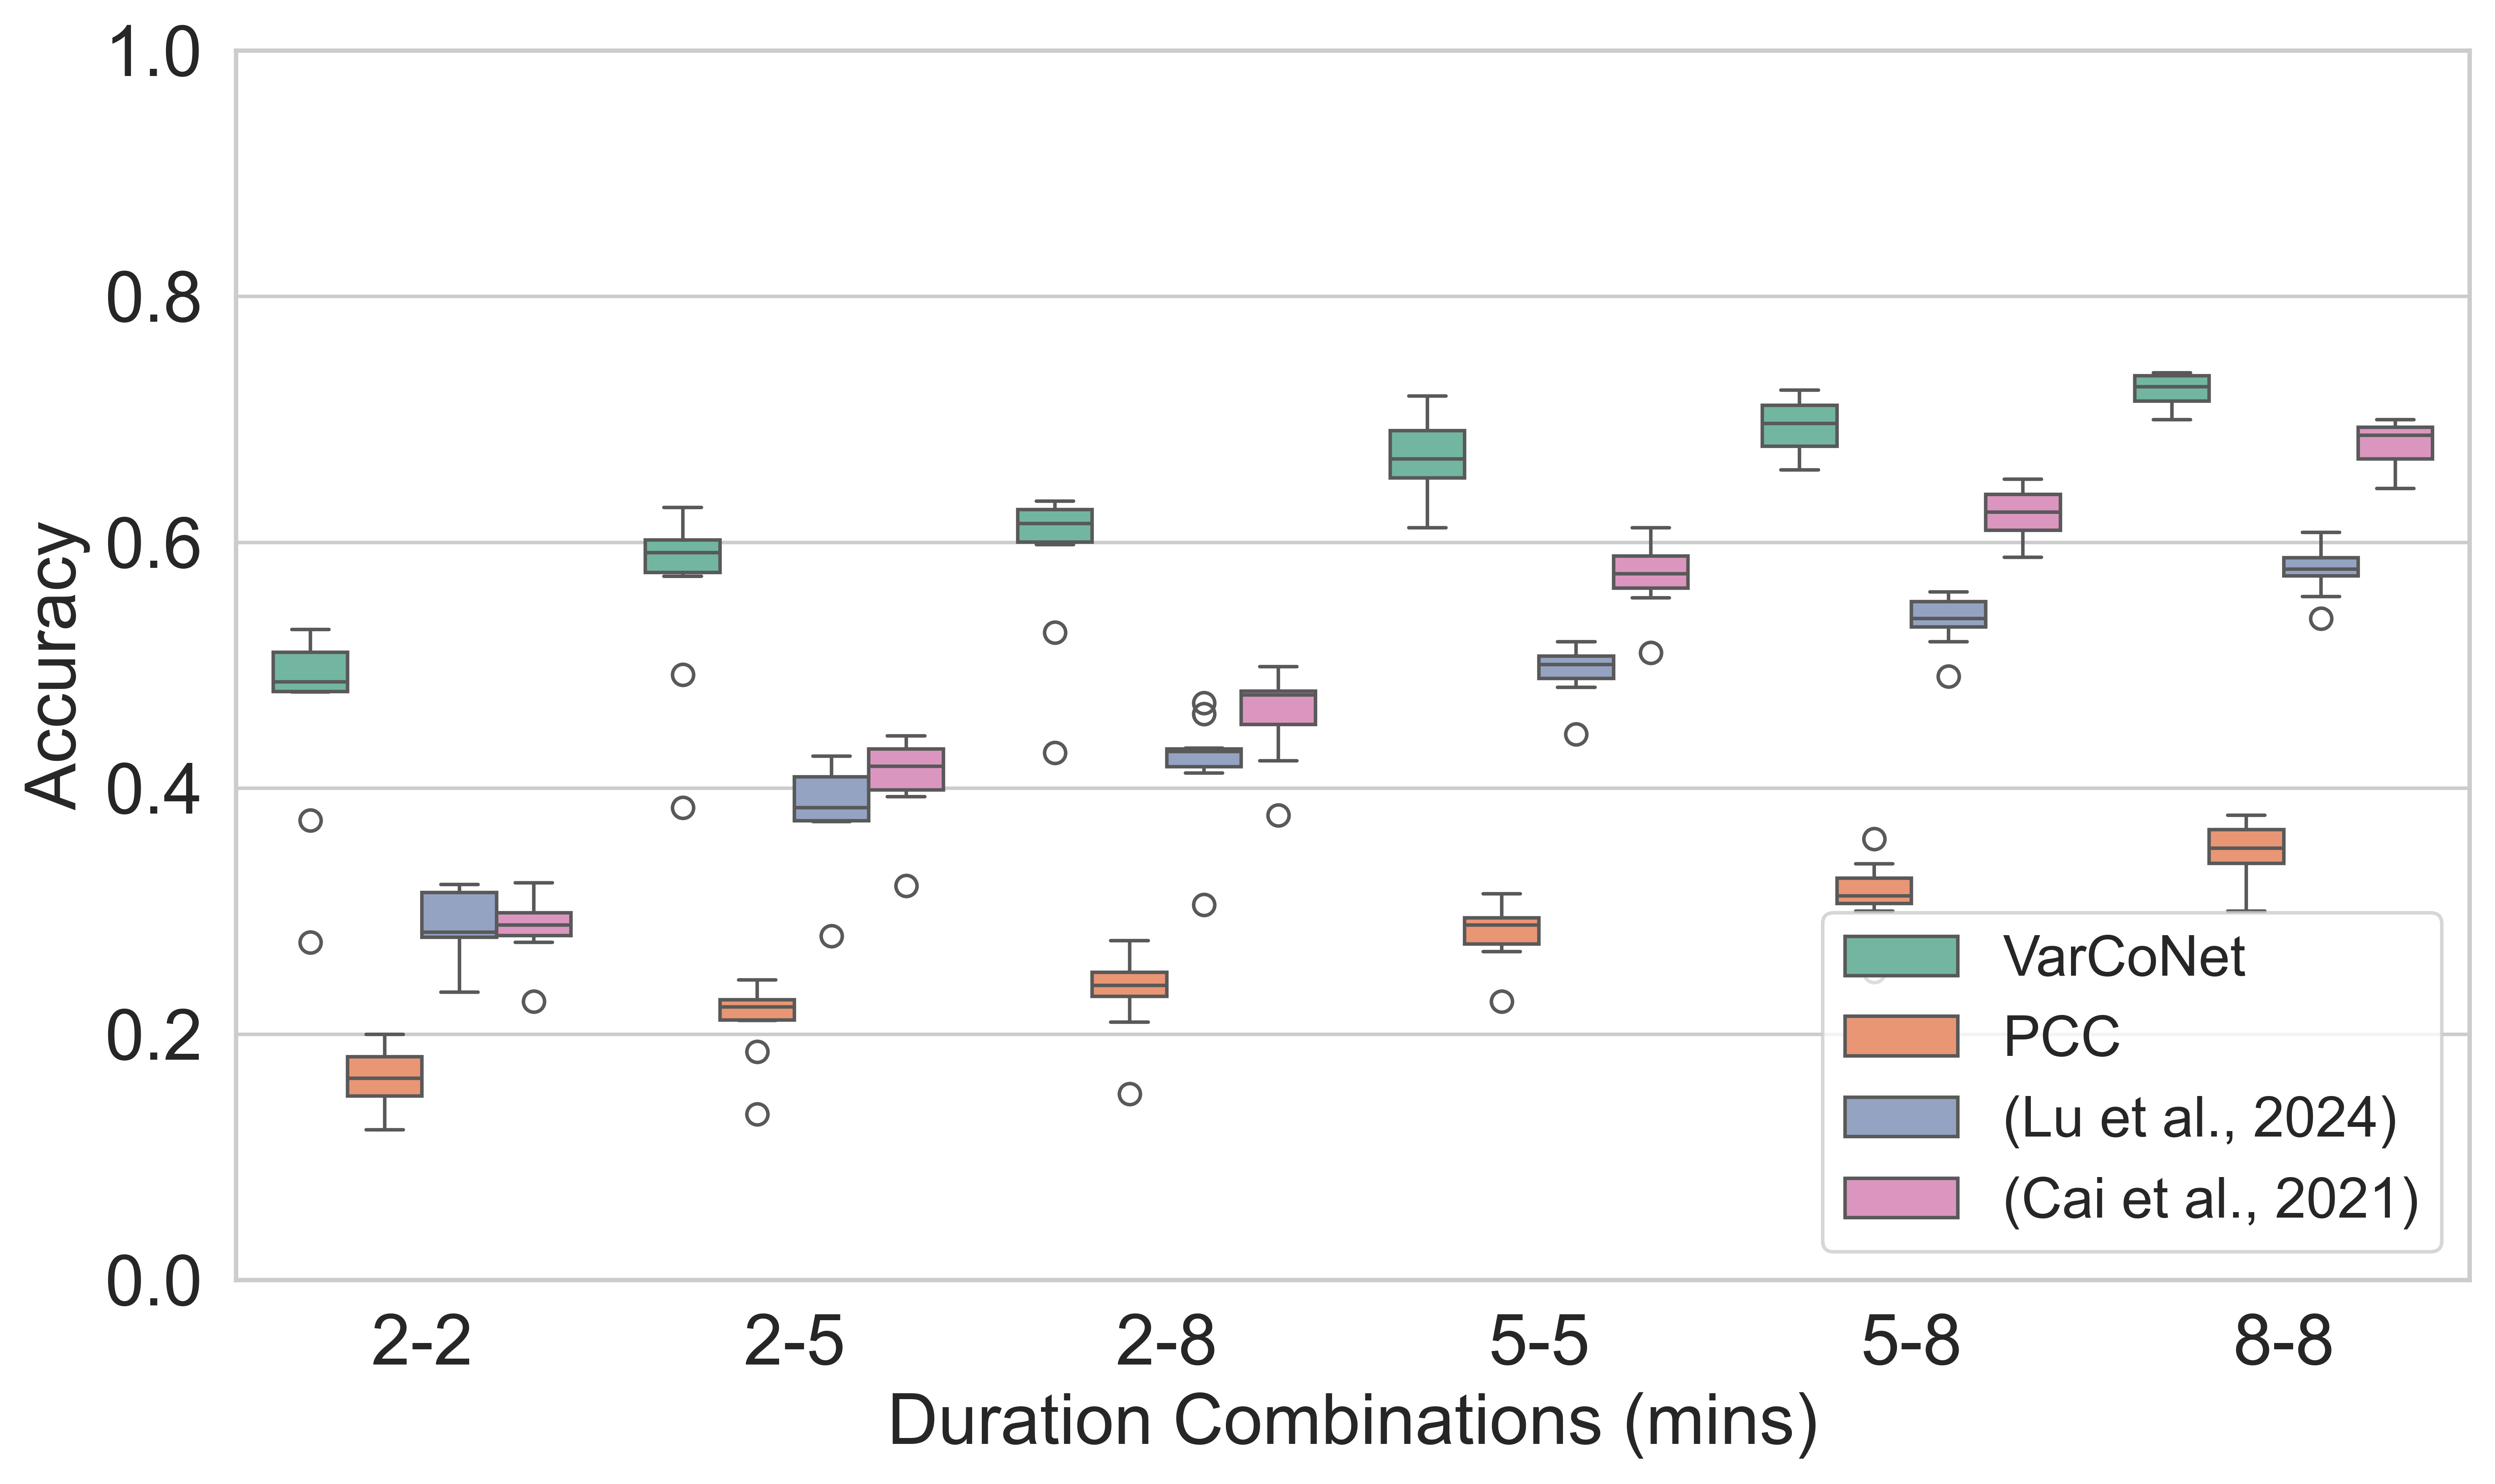 1.0
0.8
0.6
0.4
0.2
0.0
Accuracy
2-2
2-5
2-8
5-5
5-8
8-8
Duration Combinations (mins)
VarCoNet
PCC
(Lu et al., 2024)
(Cai et al., 2021)